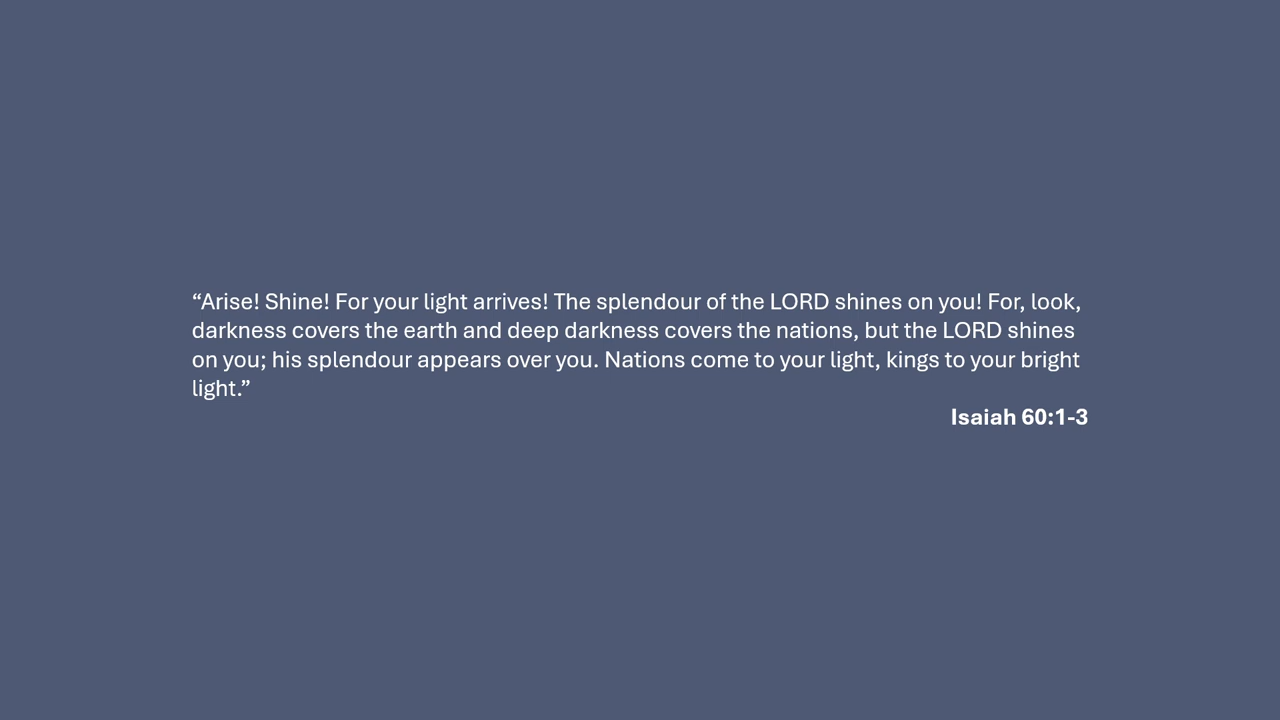 “Arise! Shine! For your light arrives! The splendour of the LORD shines on you! For, look,
darkness covers the earth and deep darkness covers the nations, but the LORD shines
on you; his splendour appears over you. Nations come to your light, kings to your bright
light.”
Isaiah 60:1-3